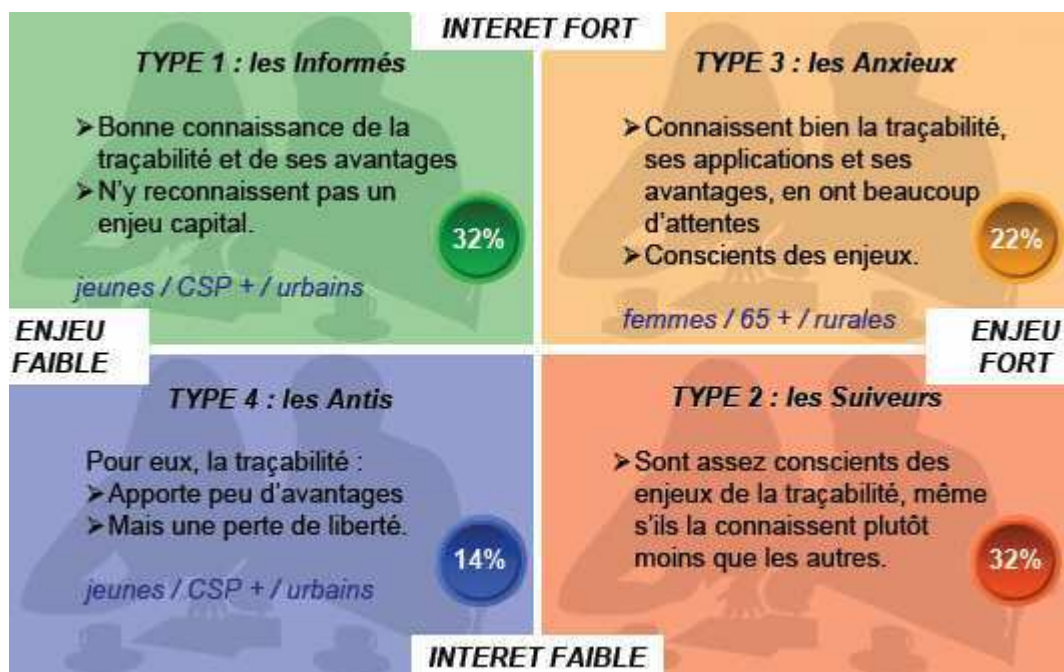 INTERET FORT
TYPE 1 : les Informés
➤ Bonne connaissance de la
traçabilité et de ses avantages
➤ N'y reconnaissent pas un
enjeu capital.
32%
jeunes / CSP + / urbains
TYPE 3 : les Anxieux
➤ Connaissent bien la traçabilité,
ses applications et ses
avantages, en ont beaucoup
d'attentes
➤ Conscients des enjeux.
22%
femmes / 65 + / rurales
ENJEU
FAIBLE
ENJEU
FORT
TYPE 4 : les Antis
Pour eux, la traçabilité :
➤ Apporte peu d'avantages
➤ Mais une perte de liberté.
14%
jeunes / CSP + / urbains
TYPE 2 : les Suiveurs
➤ Sont assez conscients des
enjeux de la traçabilité, même
s'ils la connaissent plutôt
moins que les autres.
32%
INTERET FAIBLE